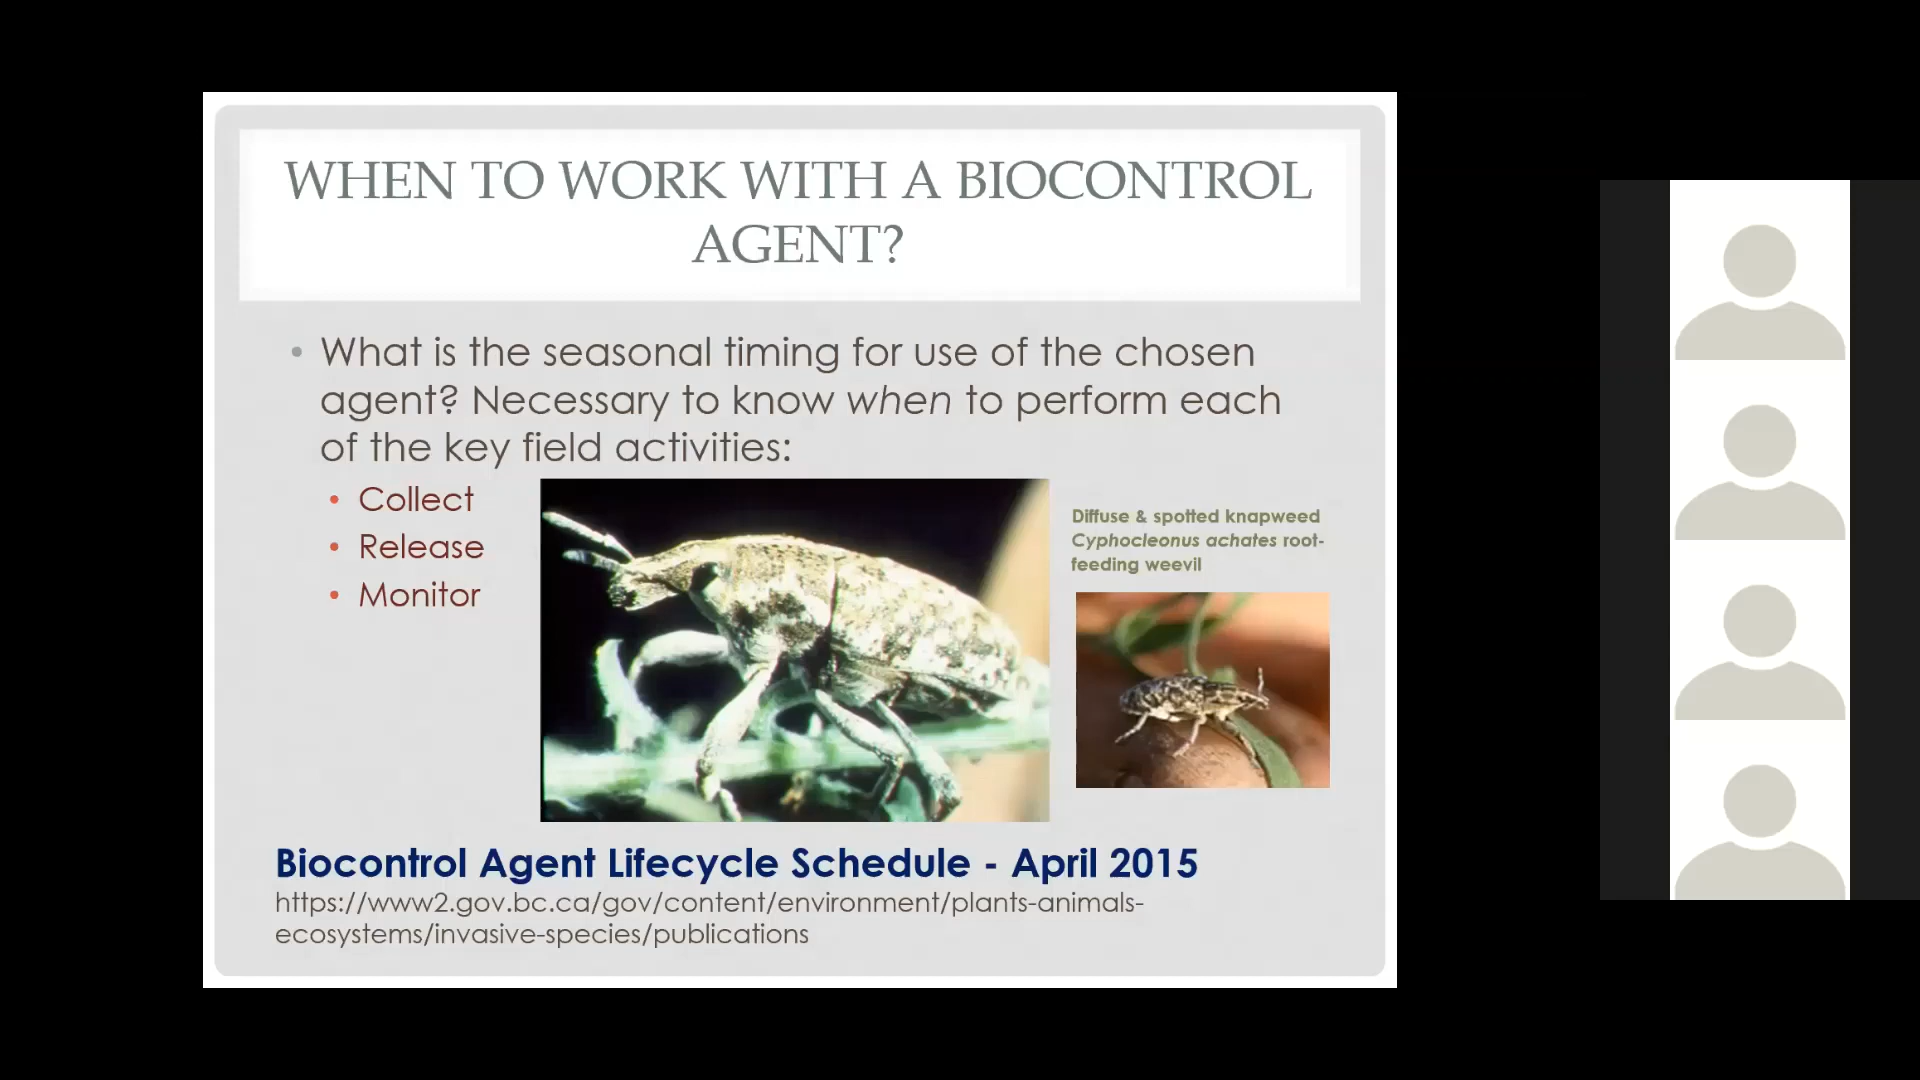 WHEN TO WORK WITH A BIOCONTROL
AGENT?
• What is the seasonal timing for use of the chosen
agent? Necessary to know when to perform each
of the key field activities:
• Collect
• Release
• Monitor
Diffuse & spotted knapweed
Cyphocleonus achates root-
feeding weevil
Biocontrol Agent Lifecycle Schedule - April 2015
https://www2.gov.bc.ca/gov/content/environment/plants-animals-
ecosystems/invasive-species/publications